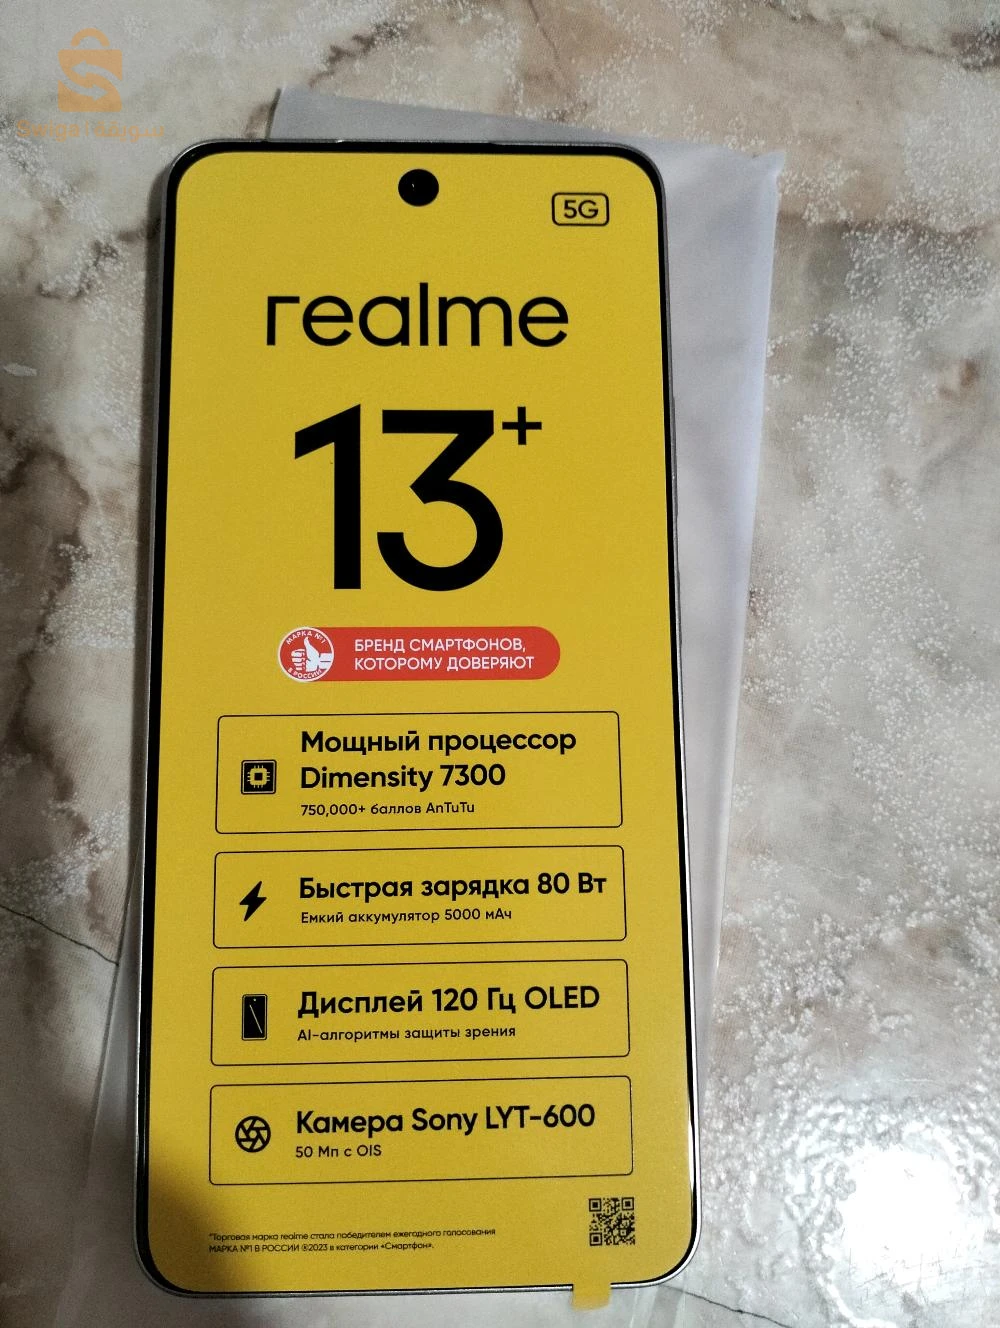 5G
realme
13+
МАРКА №1
В РОССИИ
БРЕНД СМАРТФОНОВ,
КОТОРОМУ ДОВЕРЯЮТ
Мощный процессор
Dimensity 7300
750,000+ баллов AnTuTu
Быстрая зарядка 80 Вт
Емкий аккумулятор 5000 мАч
Дисплей 120 Гц OLED
AI-алгоритмы защиты зрения
Камера Sony LYT-600
50 Мп с OIS
*Торговая марка realme стала победителем ежегодного голосования
МАРКА №1 В РОССИИ ®2023 в категории «Смартфон».